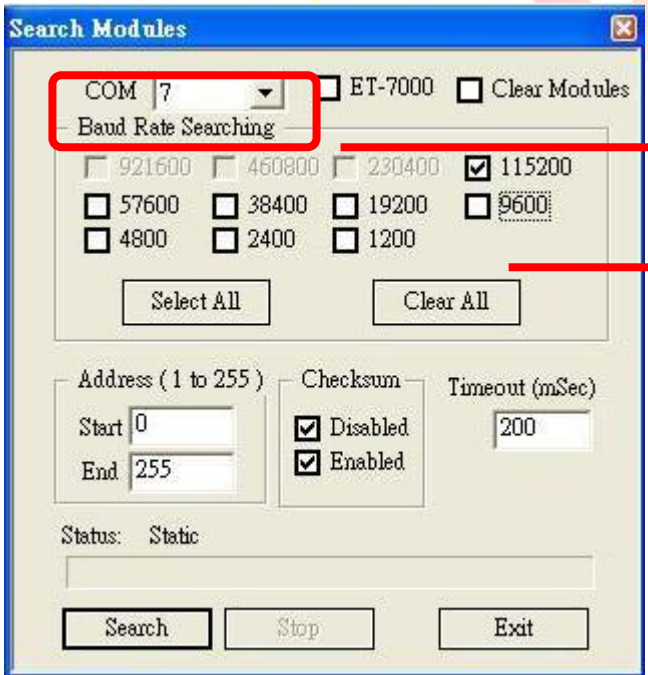 Search Modules
COM 7 ET-7000 Clear Modules
Baud Rate Searching
921600 460800 230400 115200
57600 38400 19200 9600
4800 2400 1200
Select All Clear All
Address ( 1 to 255 ) Checksum Timeout (mSec)
Start 0 Disabled 200
End 255 Enabled
Status: Static
Search Stop Exit